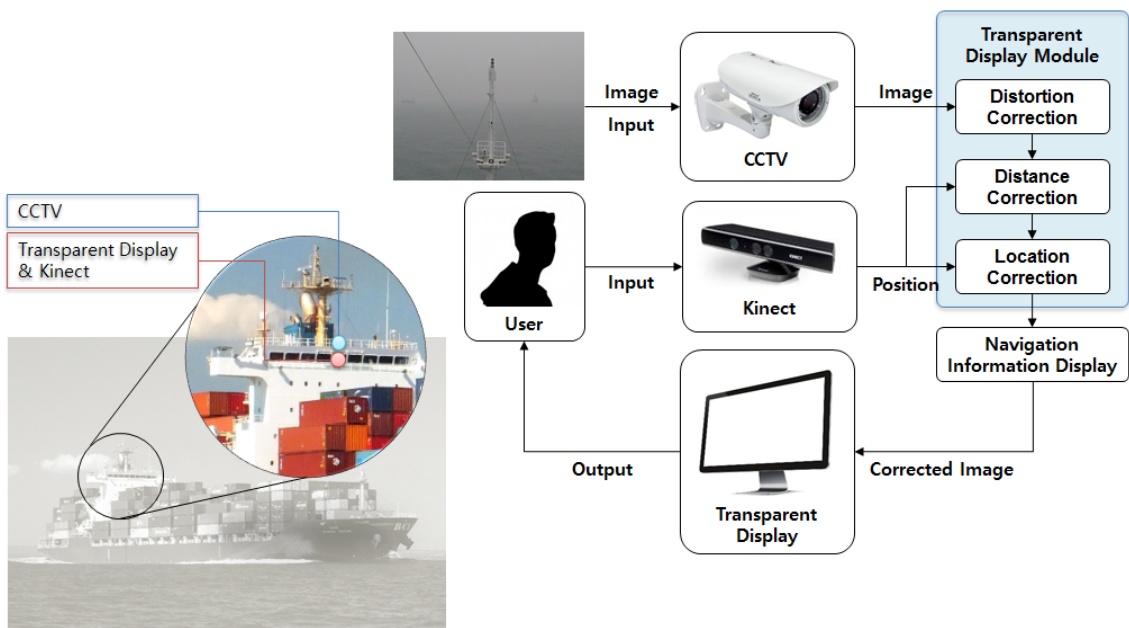 Transparent
Display Module
Image
Input
CCTV
Image
Distortion
Correction
Distance
Correction
Location
Correction
CCTV
Transparent Display
& Kinect
User
Input
KINECT
Kinect
Position
Navigation
Information Display
Output
Transparent
Display
Corrected Image